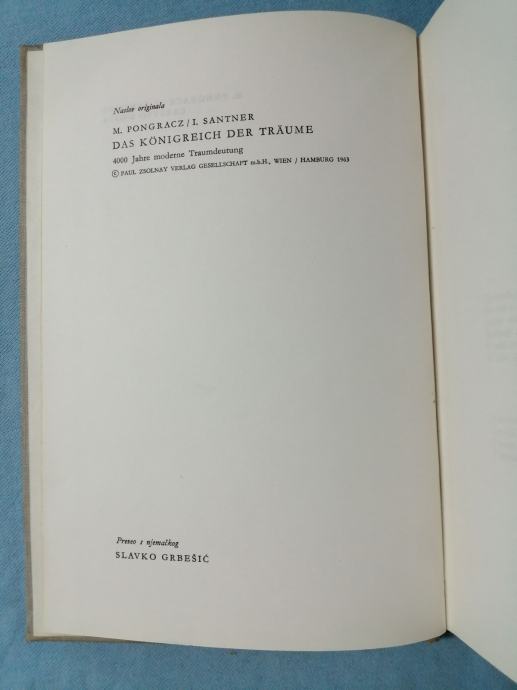 Naslov originala
M. PONGRACZ/I. SANTNER
DAS KÖNIGREICH DER TRÄUME
4000 Jahre moderne Traumdeutung
© PAUL ZSOLNAY VERLAG GESELLSCHAFT m.b.H., WIEN / HAMBURG 1963
Preveo s njemačkog
SLAVKO GRBEŠIĆ